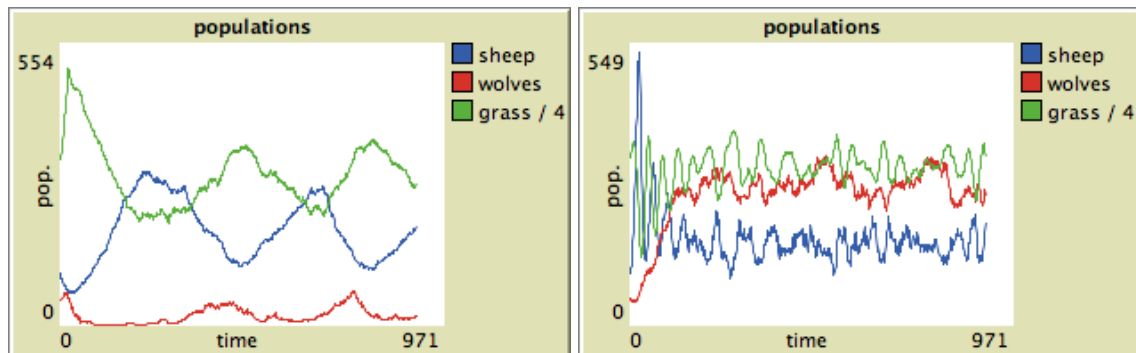 populations
554
pop.
0
0
time
971
sheep
wolves
grass / 4
populations
549
pop.
0
0
time
971
sheep
wolves
grass / 4